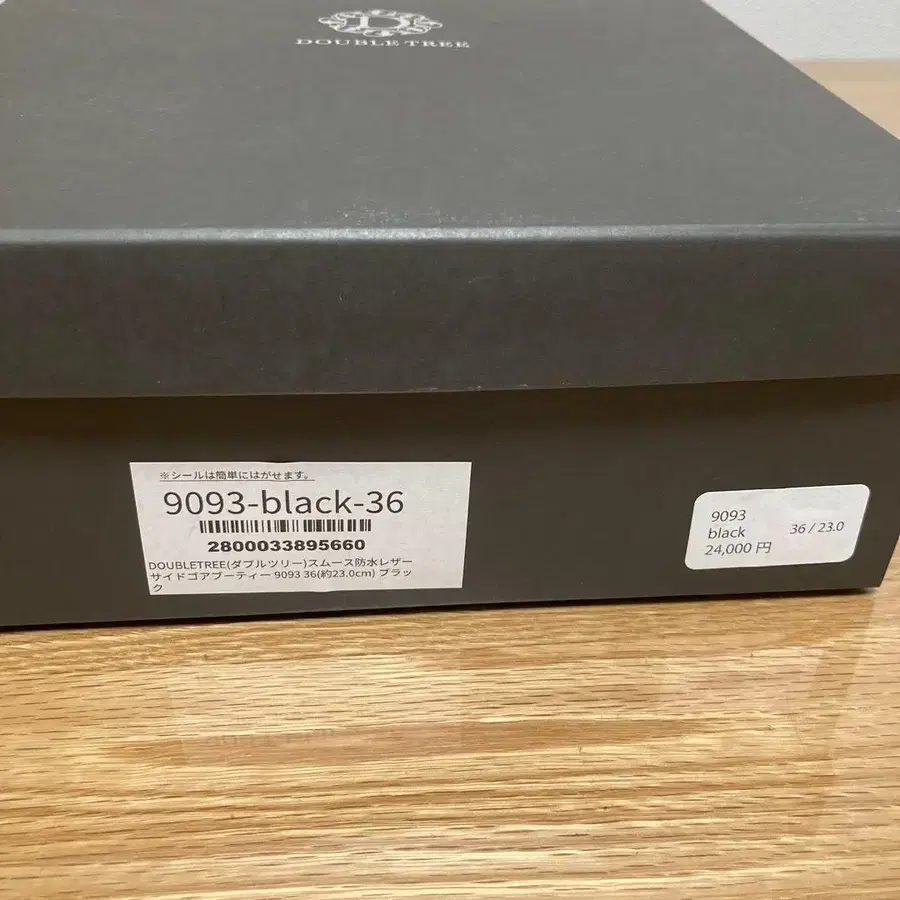 D
DOUBLE TREE
※シールは簡単にはがせます。
9093-black-36
2800033895660
DOUBLETREE(ダブルツリー)スムース防水レザー
サイドゴアブーティー 9093 36(約23.0cm) ブラッ
ク
9093
black
36 / 23.0
24,000 円